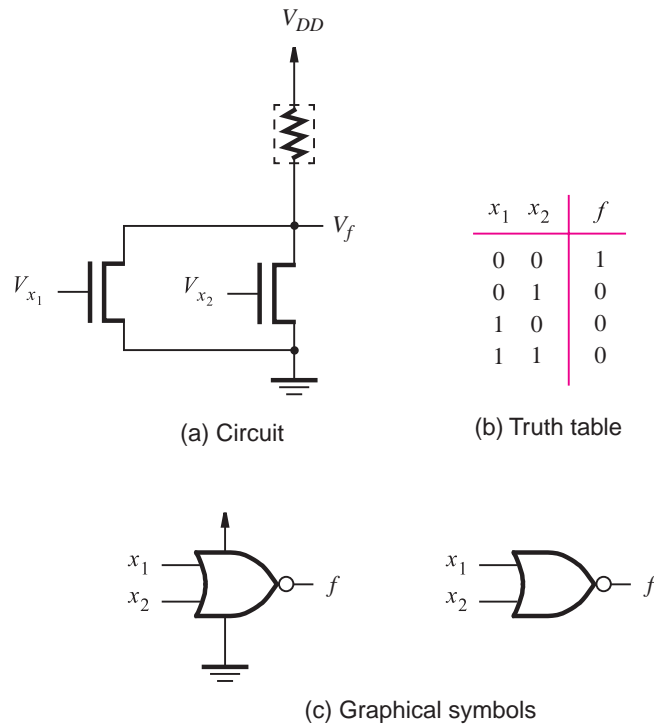 V_DD
V_f
V_x1
V_x2
(a) Circuit
x1 x2 f
0 0 1
0 1 0
1 0 0
1 1 0
(b) Truth table
x1
x2
f
x1
x2
f
(c) Graphical symbols